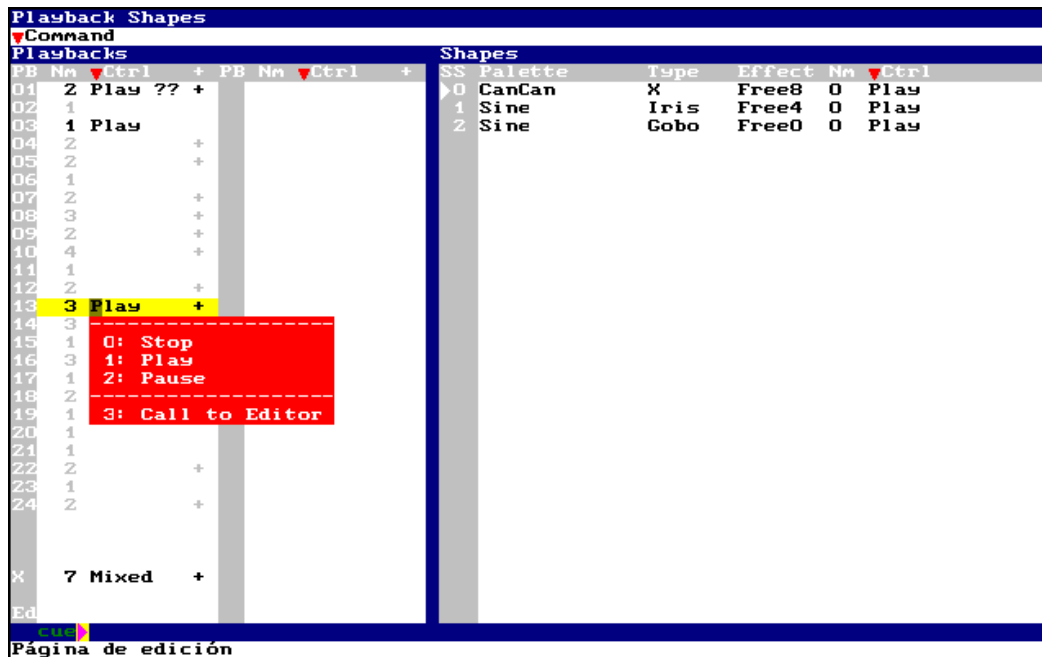 Playback Shapes
▼Command
Playbacks
PB Nm ▼Ctrl + PB Nm ▼Ctrl +
01 2 Play ?? +
02 1
03 1 Play
04 2 +
05 2 +
06 1
07 2 +
08 3 +
09 2 +
10 4 +
11 1
12 2 +
13 3 Play +
14 3
15 1
16 3
17 1
18 2
19 1
20 1
21 1
22 2 +
23 1
24 2 +
X 7 Mixed +
Ed
0: Stop
1: Play
2: Pause
3: Call to Editor
Shapes
SS Palette Type Effect Nm ▼Ctrl
0 CanCan X Free8 0 Play
1 Sine Iris Free4 0 Play
2 Sine Gobo Free0 0 Play
cue
Página de edición